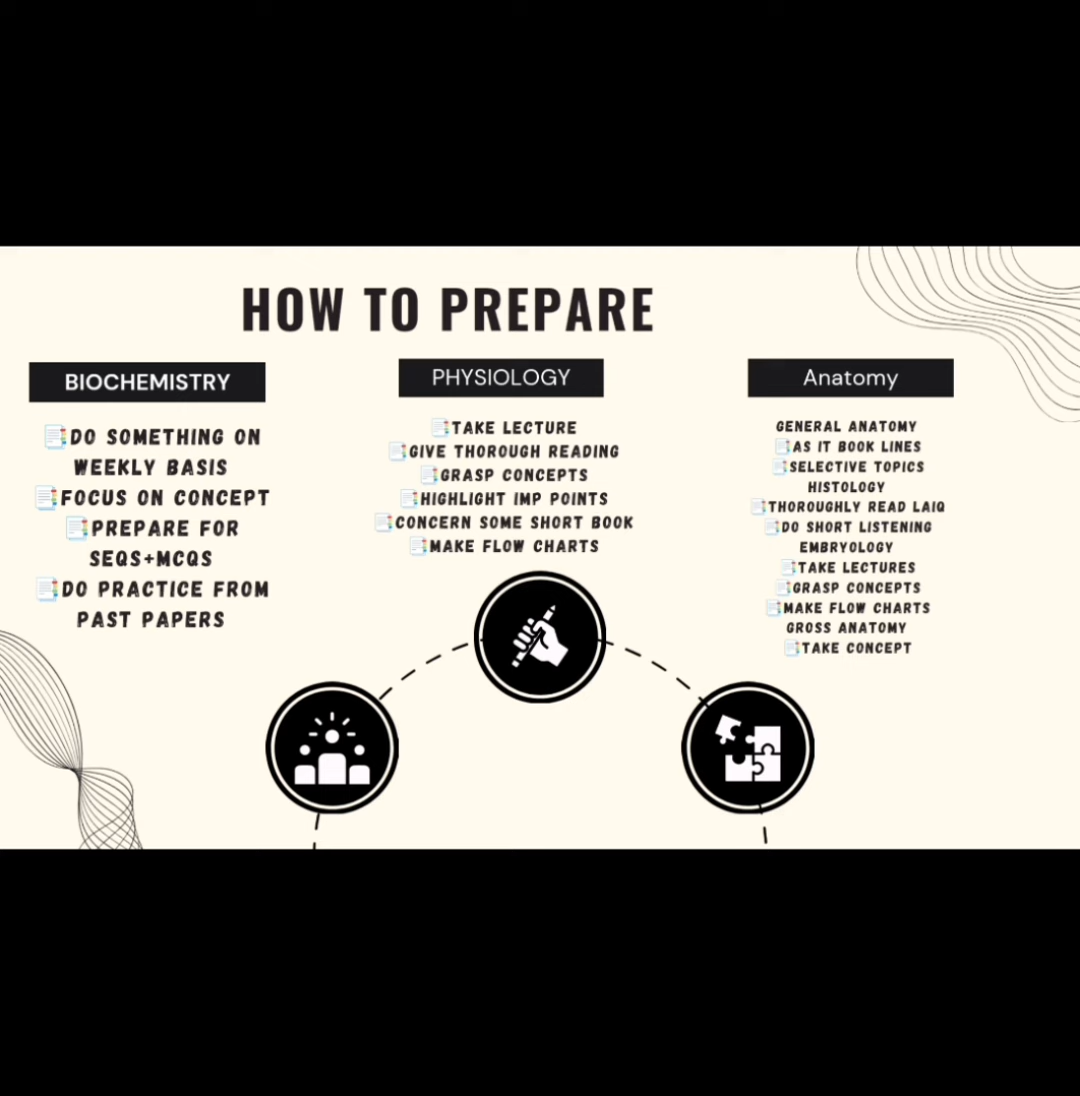 HOW TO PREPARE
BIOCHEMISTRY
📑DO SOMETHING ON
WEEKLY BASIS
📑FOCUS ON CONCEPT
📑PREPARE FOR
SEQS+MCQS
📑DO PRACTICE FROM
PAST PAPERS
PHYSIOLOGY
📑TAKE LECTURE
📑GIVE THOROUGH READING
📑GRASP CONCEPTS
📑HIGHLIGHT IMP POINTS
📑CONCERN SOME SHORT BOOK
📑MAKE FLOW CHARTS
Anatomy
GENERAL ANATOMY
📑AS IT BOOK LINES
📑SELECTIVE TOPICS
HISTOLOGY
📑THOROUGHLY READ LAIQ
📑DO SHORT LISTENING
EMBRYOLOGY
📑TAKE LECTURES
📑GRASP CONCEPTS
📑MAKE FLOW CHARTS
GROSS ANATOMY
📑TAKE CONCEPT